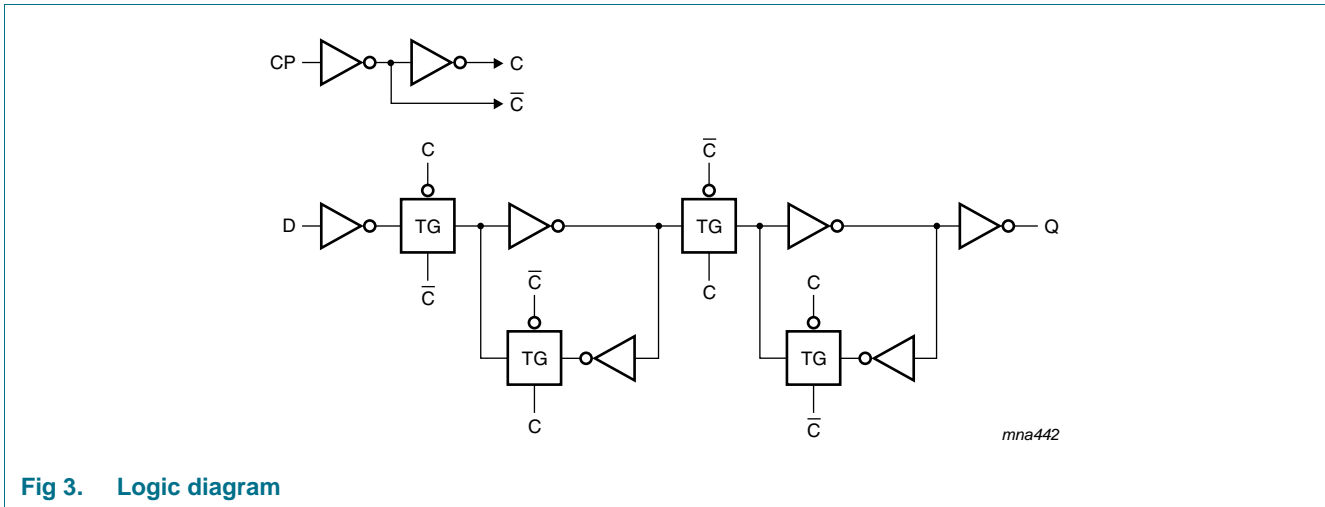 CP
C
C̅
C
C̅
D
TG
TG
Q
C̅
C̅
C
C
TG
TG
C
C̅
mna442
Fig 3. Logic diagram